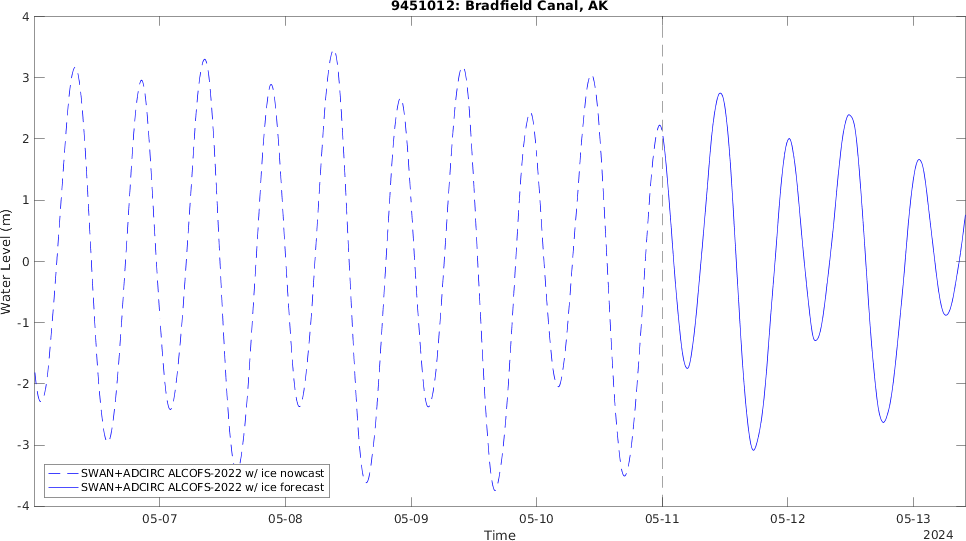 9451012: Bradfield Canal, AK
4
3
2
1
0
-1
-2
-3
-4
Water Level (m)
SWAN+ADCIRC ALCOFS-2022 w/ ice nowcast
SWAN+ADCIRC ALCOFS-2022 w/ ice forecast
05-07 05-08 05-09 05-10 05-11 05-12 05-13
Time
2024